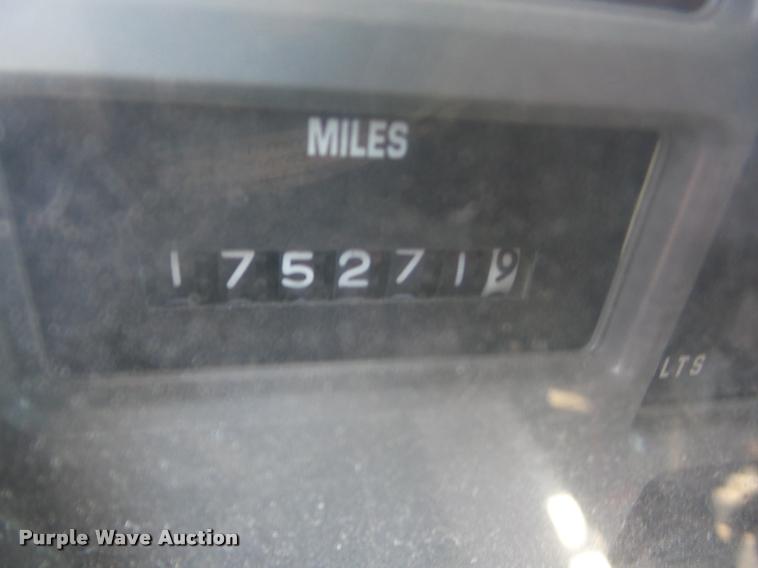 MILES
1752719
LTS
Purple Wave Auction